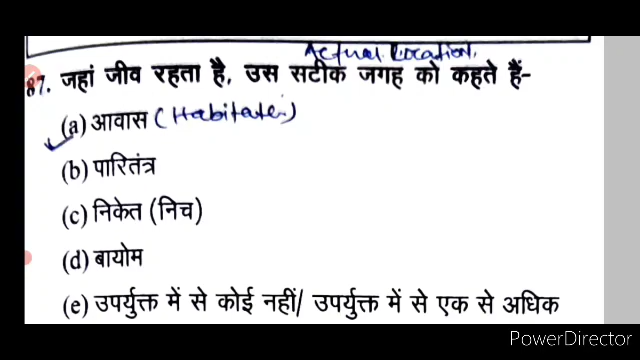 Actual Location.
87. जहां जीव रहता है, उस सटीक जगह को कहते हैं-
(a) आवास (Habitate.)
(b) पारितंत्र
(c) निकेत (निच)
(d) बायोम
(e) उपर्युक्त में से कोई नहीं/ उपर्युक्त में से एक से अधिक
PowerDirector